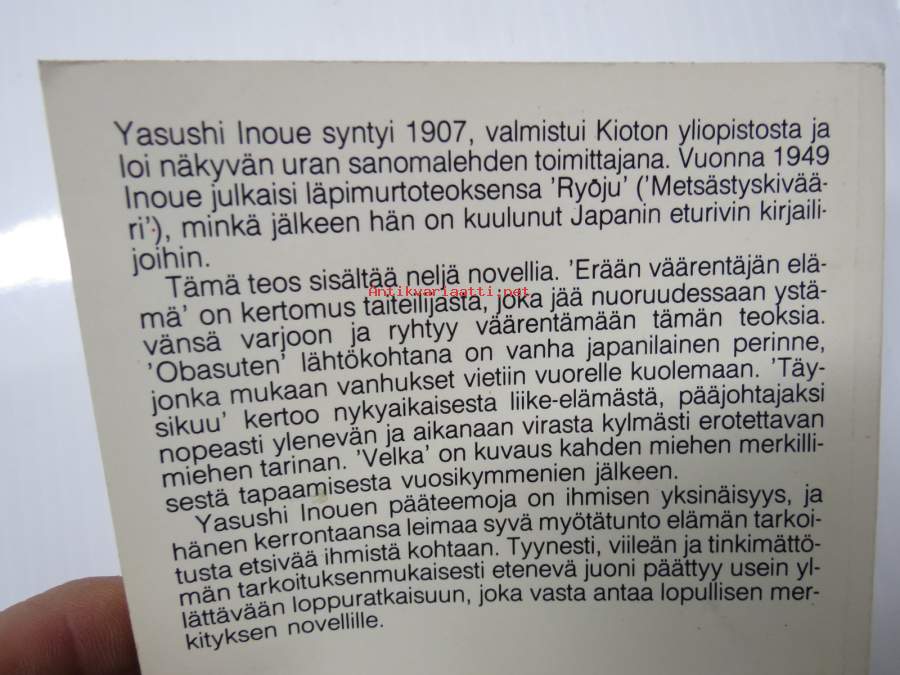 Yasushi Inoue syntyi 1907, valmistui Kioton yliopistosta ja
loi näkyvän uran sanomalehden toimittajana. Vuonna 1949
Inoue julkaisi läpimurtoteoksensa 'Ryōju' ('Metsästyskivää-
ri'), minkä jälkeen hän on kuulunut Japanin eturivin kirjaili-
joihin.
Tämä teos sisältää neljä novellia. 'Erään väärentäjän elä-
Antikvariaatti.net
mä' on kertomus taiteilijasta, joka jää nuoruudessaan ystä-
vänsä varjoon ja ryhtyy väärentämään tämän teoksia.
'Obasuten' lähtökohtana on vanha japanilainen perinne,
jonka mukaan vanhukset vietiin vuorelle kuolemaan. 'Täy-
sikuu' kertoo nykyaikaisesta liike-elämästä, pääjohtajaksi
nopeasti ylenevän ja aikanaan virasta kylmästi erotettavan
miehen tarinan. 'Velka' on kuvaus kahden miehen merkilli-
sestä tapaamisesta vuosikymmenien jälkeen.
Yasushi Inouen pääteemoja on ihmisen yksinäisyys, ja
hänen kerrontaansa leimaa syvä myötätunto elämän tarkoi-
tusta etsivää ihmistä kohtaan. Tyynesti, viileän ja tinkimättö-
män tarkoituksenmukaisesti etenevä juoni päättyy usein yl-
lättävään loppuratkaisuun, joka vasta antaa lopullisen mer-
kityksen novellille.